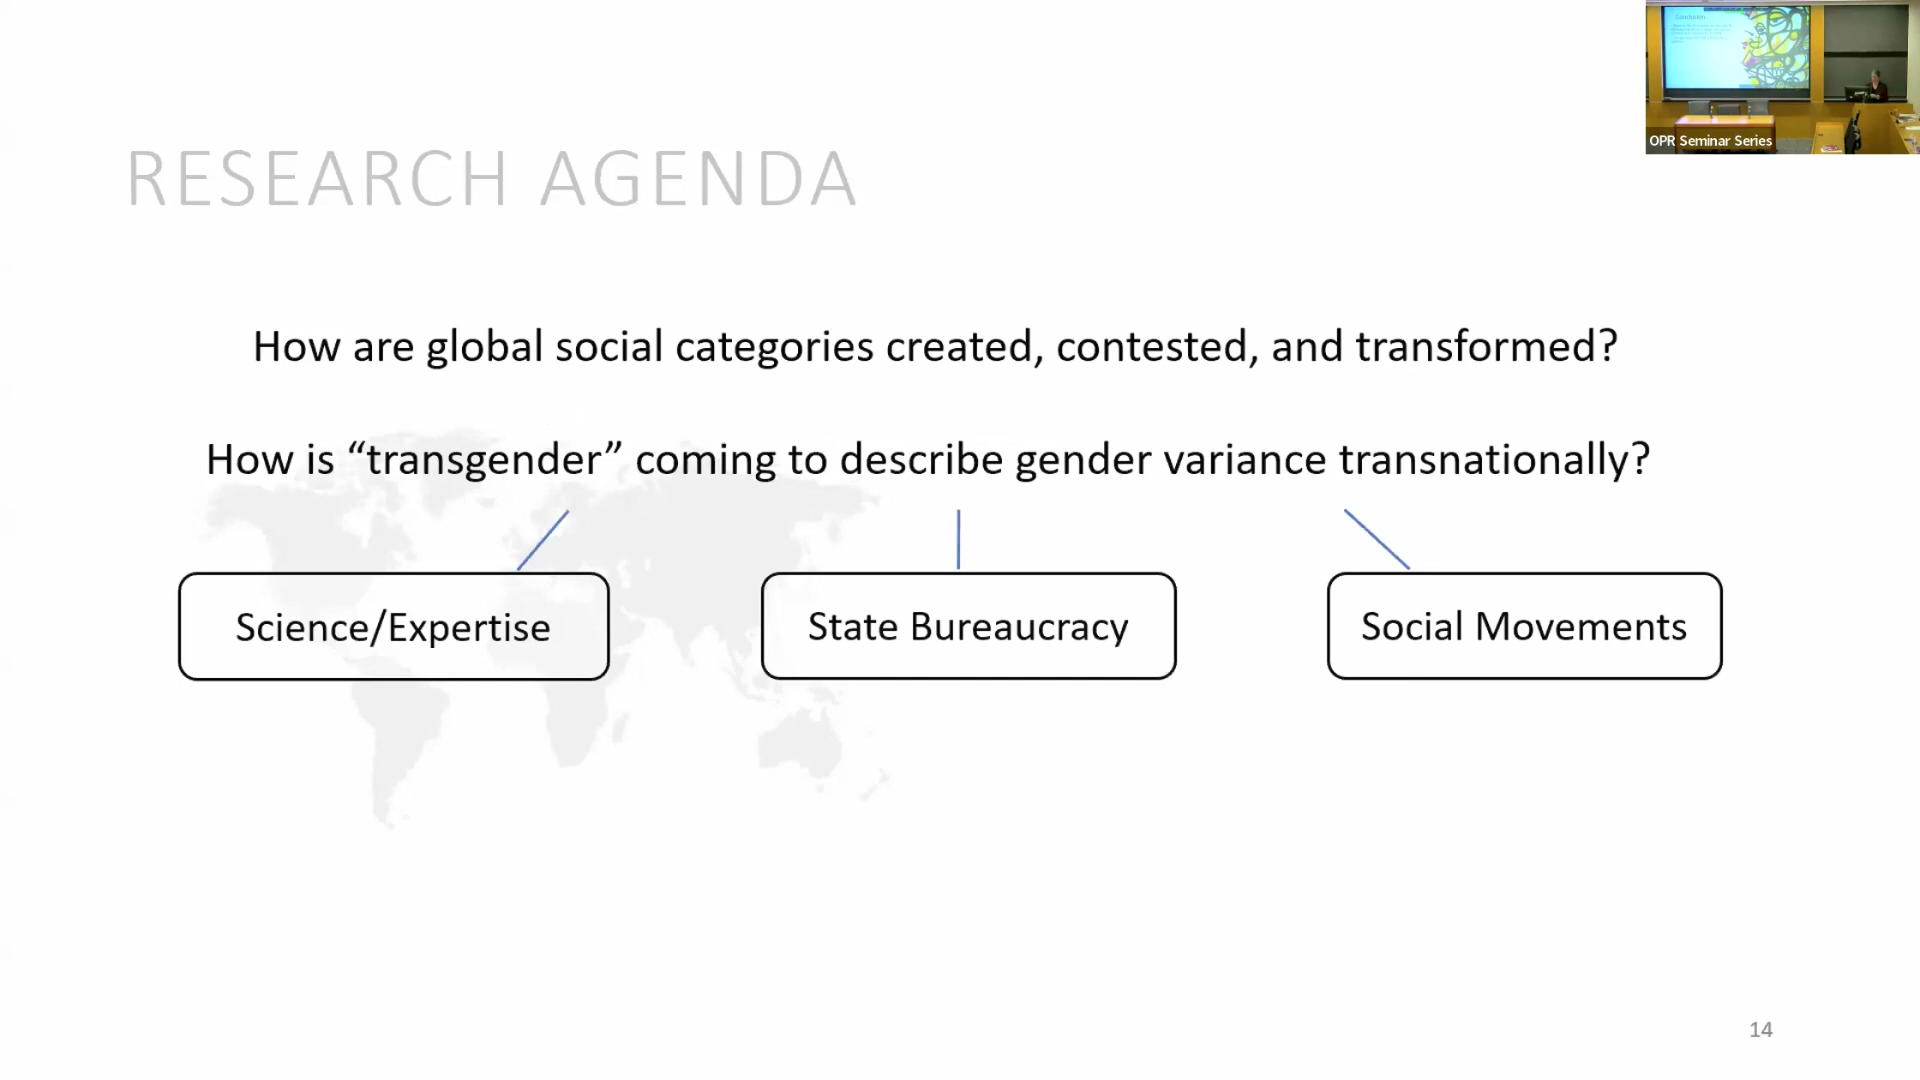 RESEARCH AGENDA
How are global social categories created, contested, and transformed?
How is “transgender” coming to describe gender variance transnationally?
Science/Expertise
State Bureaucracy
Social Movements
14
Conclusion
OPR Seminar Series